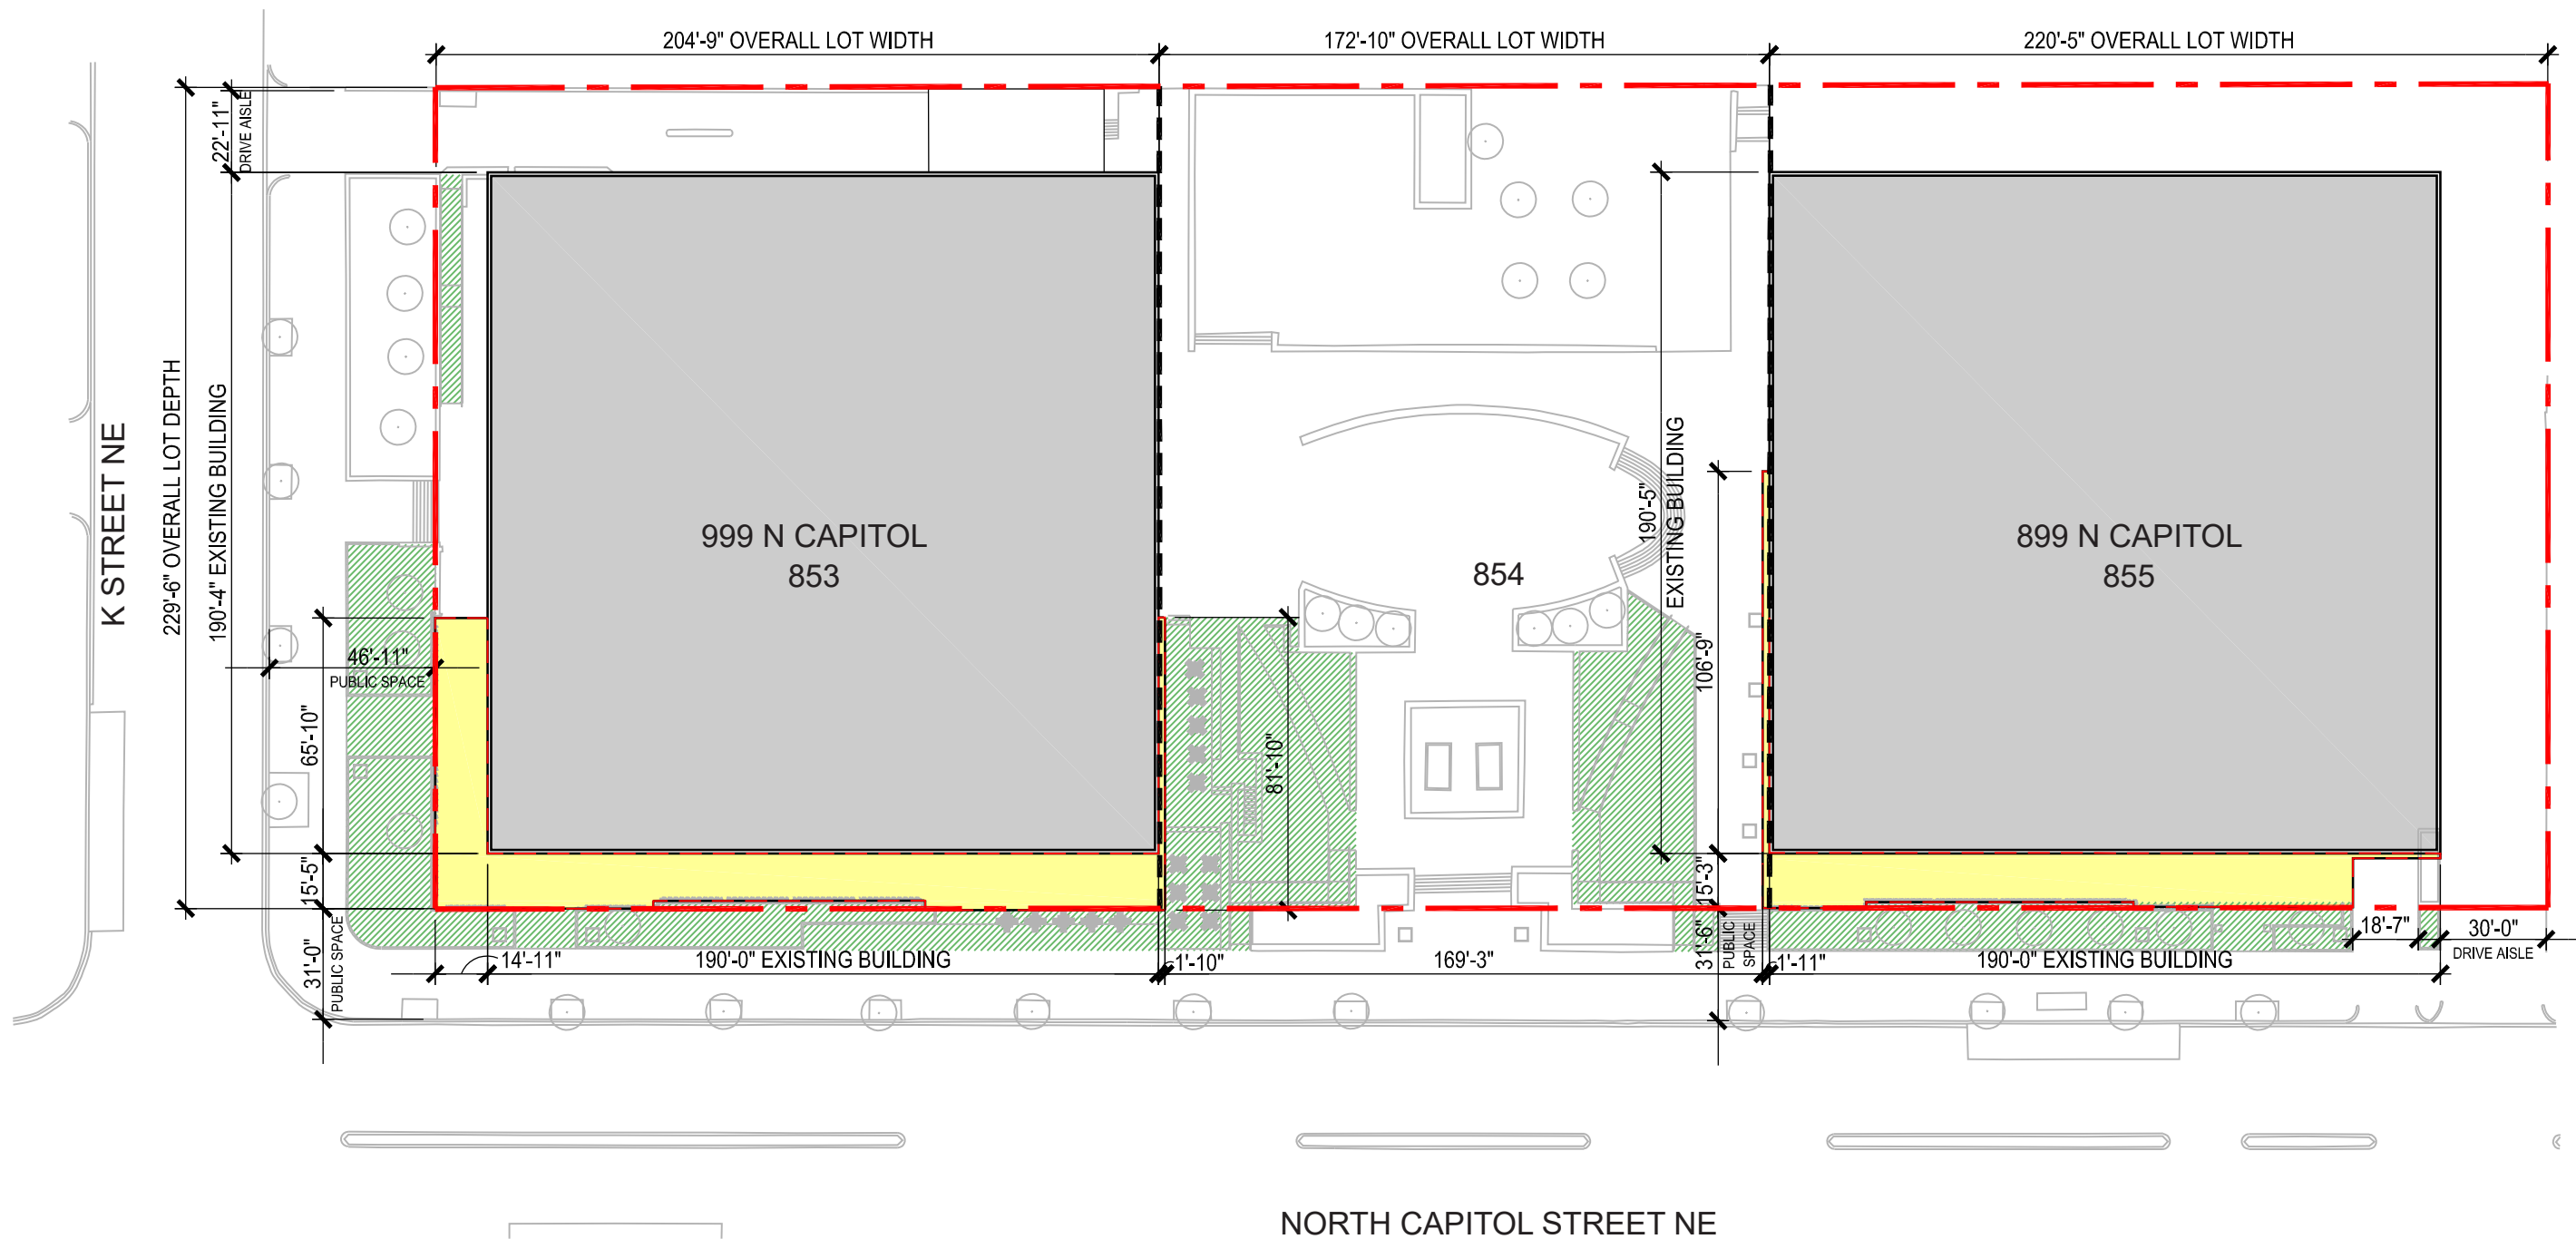 204'-9" OVERALL LOT WIDTH
172'-10" OVERALL LOT WIDTH
220'-5" OVERALL LOT WIDTH
22'-11"
DRIVE AISLE
K STREET NE
229'-6" OVERALL LOT DEPTH
190'-4" EXISTING BUILDING
999 N CAPITOL
853
854
190'-5"
EXISTING BUILDING
899 N CAPITOL
855
46'-11"
PUBLIC SPACE
65'-10"
81'-10"
106'-9"
15'-5"
15'-3"
31'-0"
PUBLIC SPACE
14'-11"
190'-0" EXISTING BUILDING
1'-10"
169'-3"
31'-6"
PUBLIC
SPACE
1'-11"
190'-0" EXISTING BUILDING
18'-7"
30'-0"
DRIVE AISLE
NORTH CAPITOL STREET NE